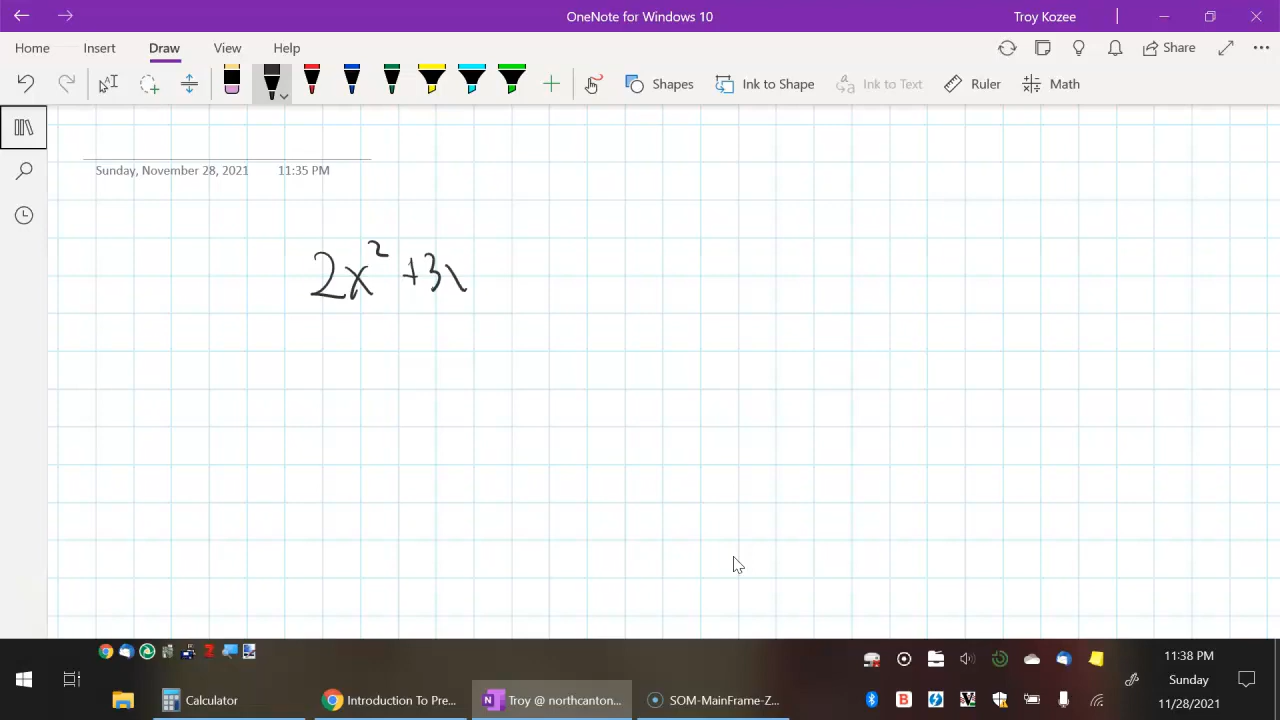 OneNote for Windows 10
Troy Kozee
Home Insert Draw View Help
Share
Shapes Ink to Shape Ink to Text Ruler Math
Sunday, November 28, 2021 11:35 PM
2x² +3
11:38 PM
Sunday
11/28/2021
Calculator
Introduction To Pre...
Troy @ northcanton...
SOM-MainFrame-Z...